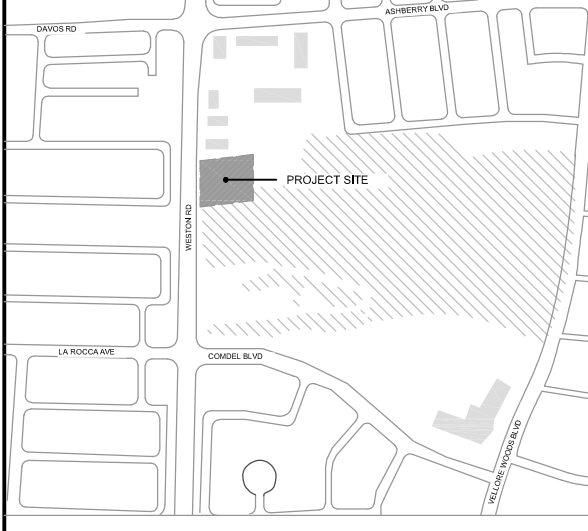 ASHBERRY BLVD
DAVOS RD
PROJECT SITE
WESTON RD
LA ROCCA AVE
COMDEL BLVD
VELLORE WOODS BLVD